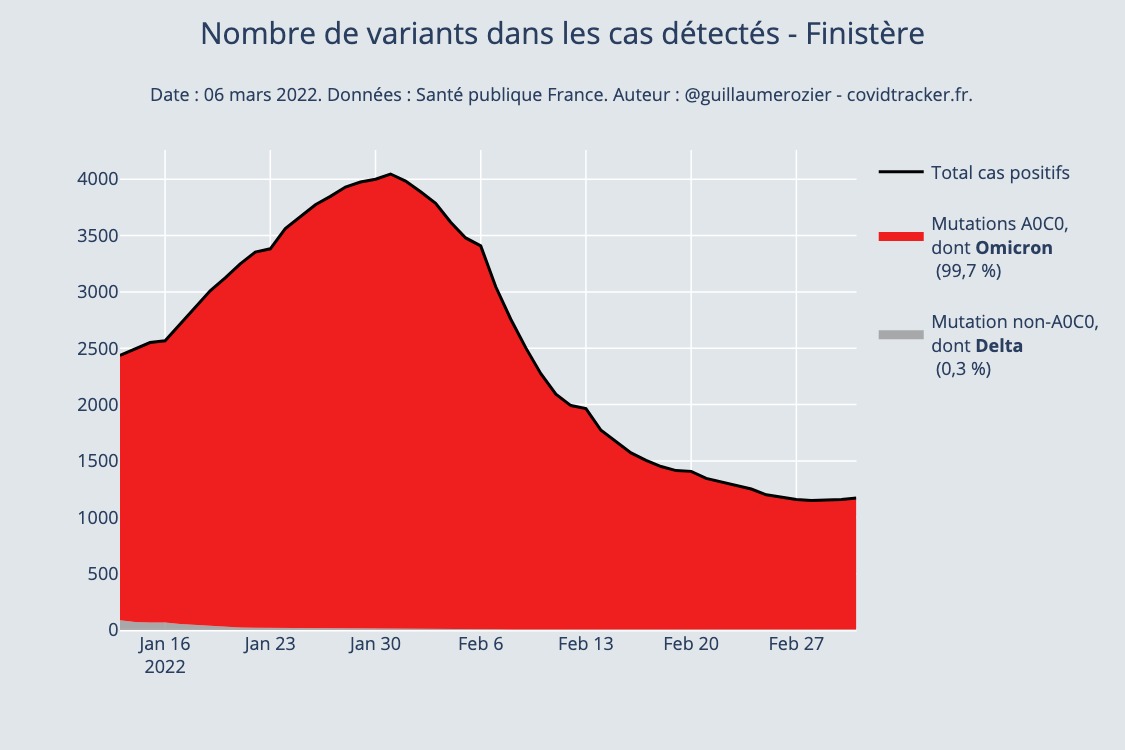 Nombre de variants dans les cas détectés - Finistère
Date : 06 mars 2022. Données : Santé publique France. Auteur : @guillaumerozier - covidtracker.fr.
4000
3500
3000
2500
2000
1500
1000
500
0
Jan 16
2022
Jan 23
Jan 30
Feb 6
Feb 13
Feb 20
Feb 27
Total cas positifs
Mutations A0C0,
dont Omicron
(99,7 %)
Mutation non-A0C0,
dont Delta
(0,3 %)